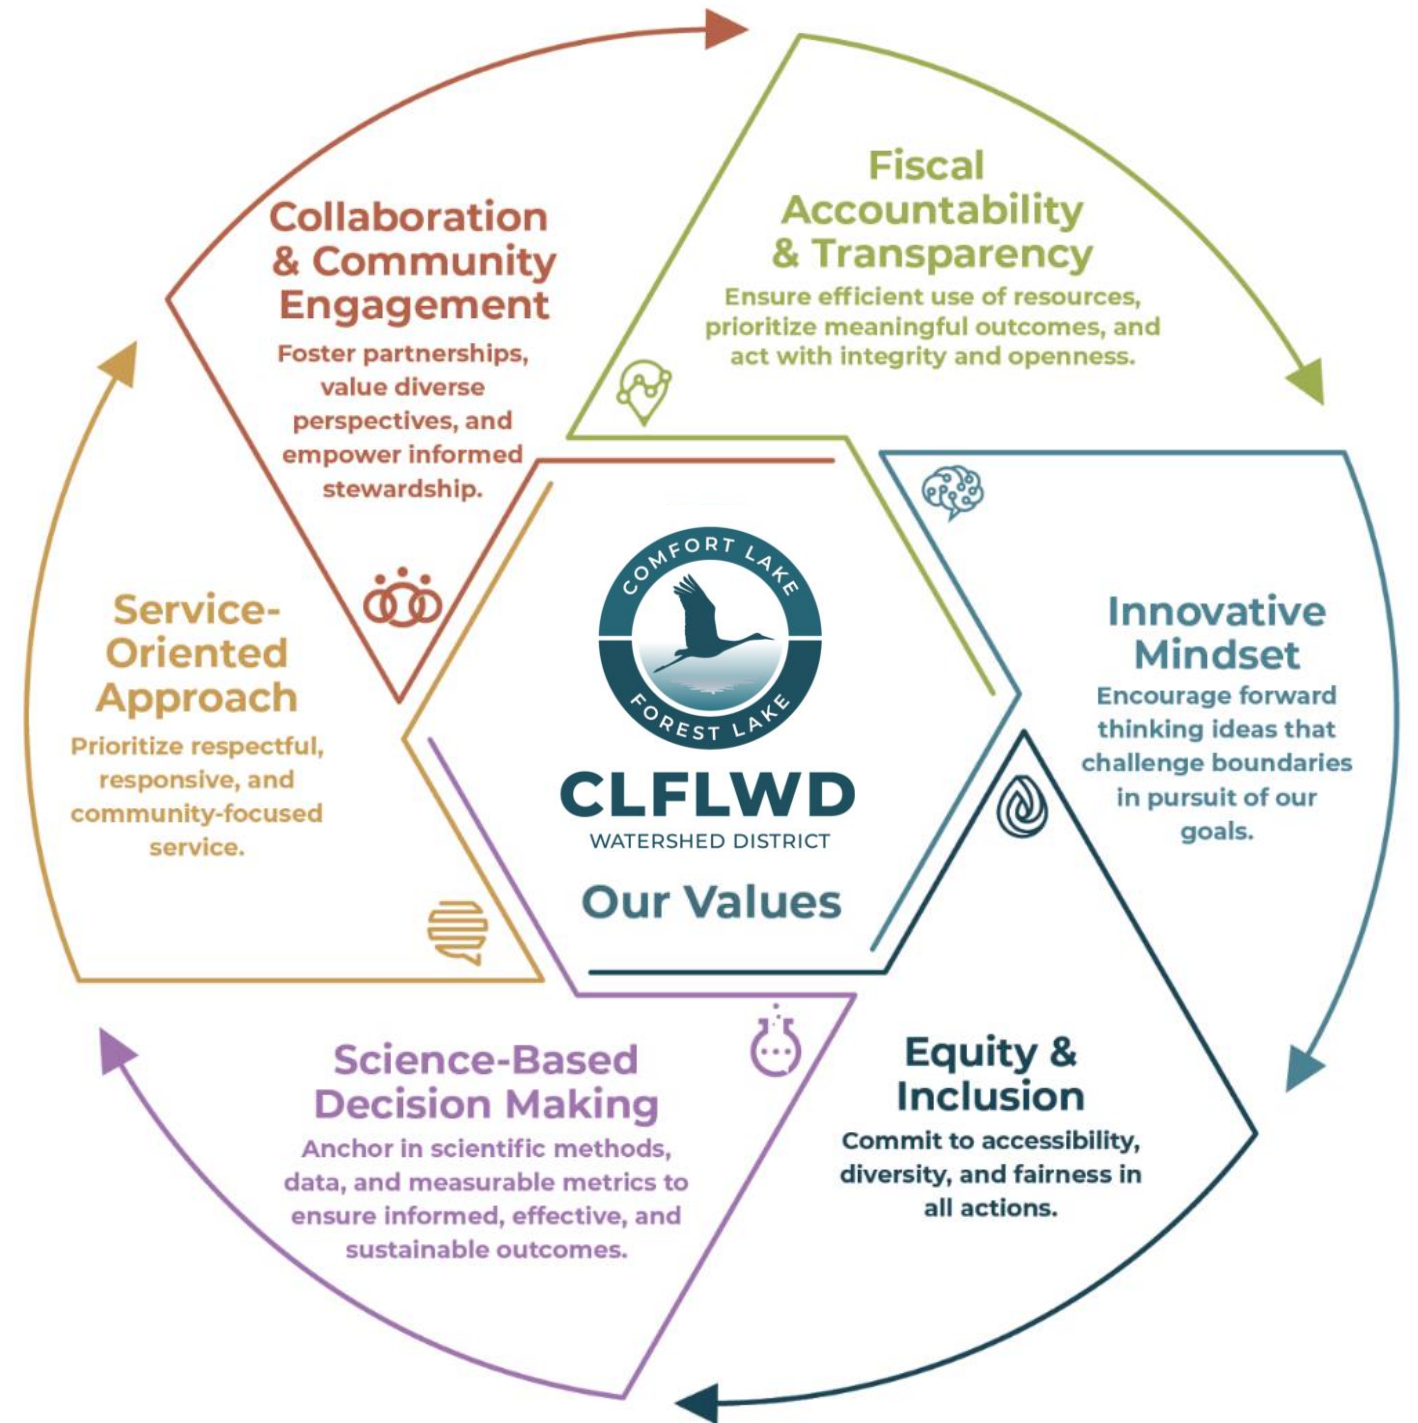 Collaboration
& Community
Engagement
Foster partnerships,
value diverse
perspectives, and
empower informed
stewardship.
Fiscal
Accountability
& Transparency
Ensure efficient use of resources,
prioritize meaningful outcomes, and
act with integrity and openness.
Innovative
Mindset
Encourage forward
thinking ideas that
challenge boundaries
in pursuit of our
goals.
Equity &
Inclusion
Commit to accessibility,
diversity, and fairness in
all actions.
Science-Based
Decision Making
Anchor in scientific methods,
data, and measurable metrics to
ensure informed, effective, and
sustainable outcomes.
Service-
Oriented
Approach
Prioritize respectful,
responsive, and
community-focused
service.
COMFORT LAKE
FOREST LAKE
CLFLWD
WATERSHED DISTRICT
Our Values